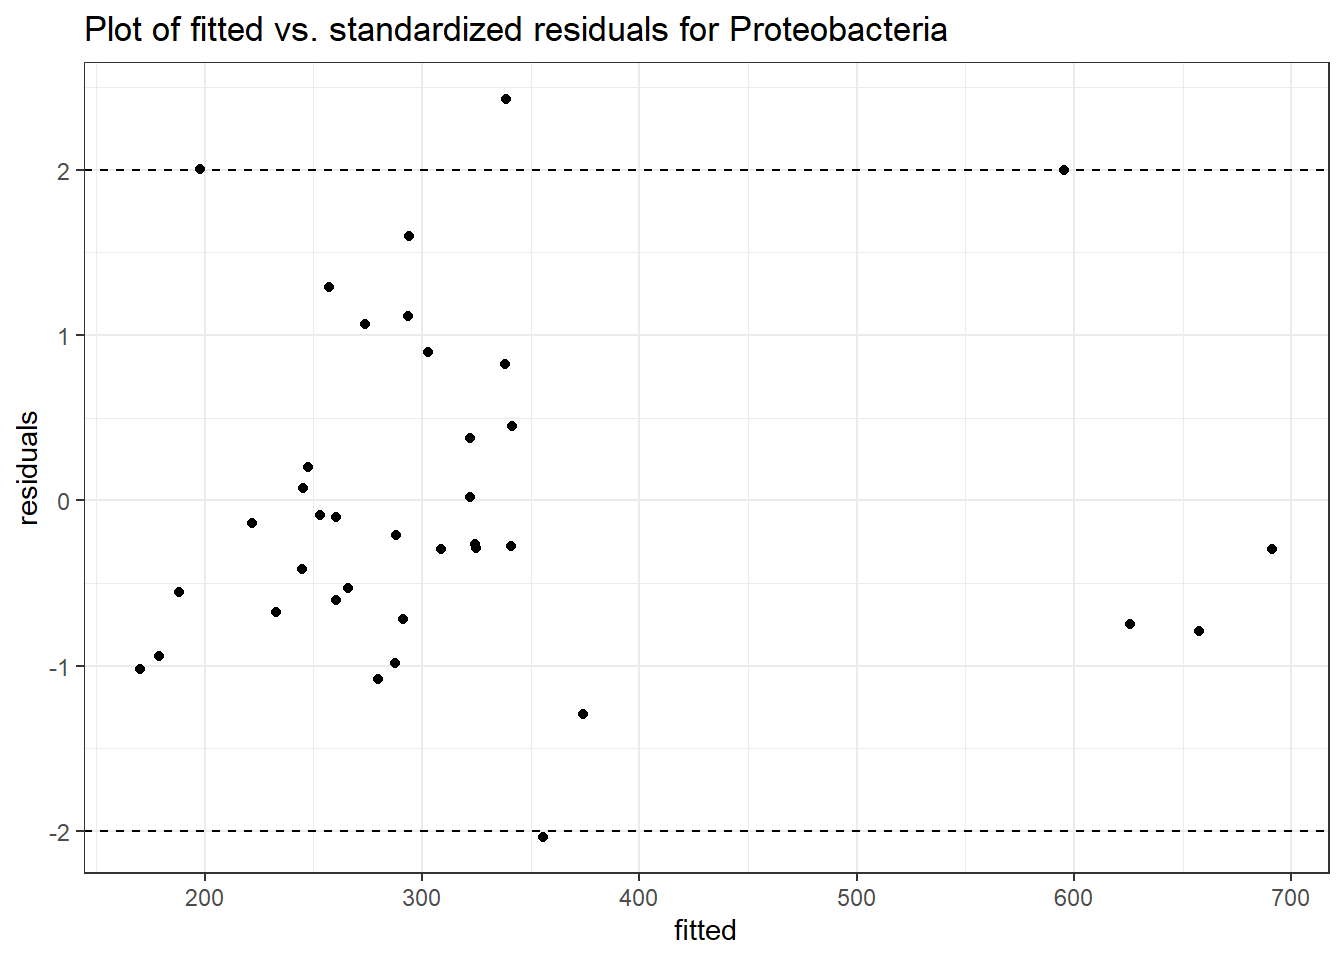 Plot of fitted vs. standardized residuals for Proteobacteria
2
1
0
-1
-2
residuals
200 300 400 500 600 700
fitted